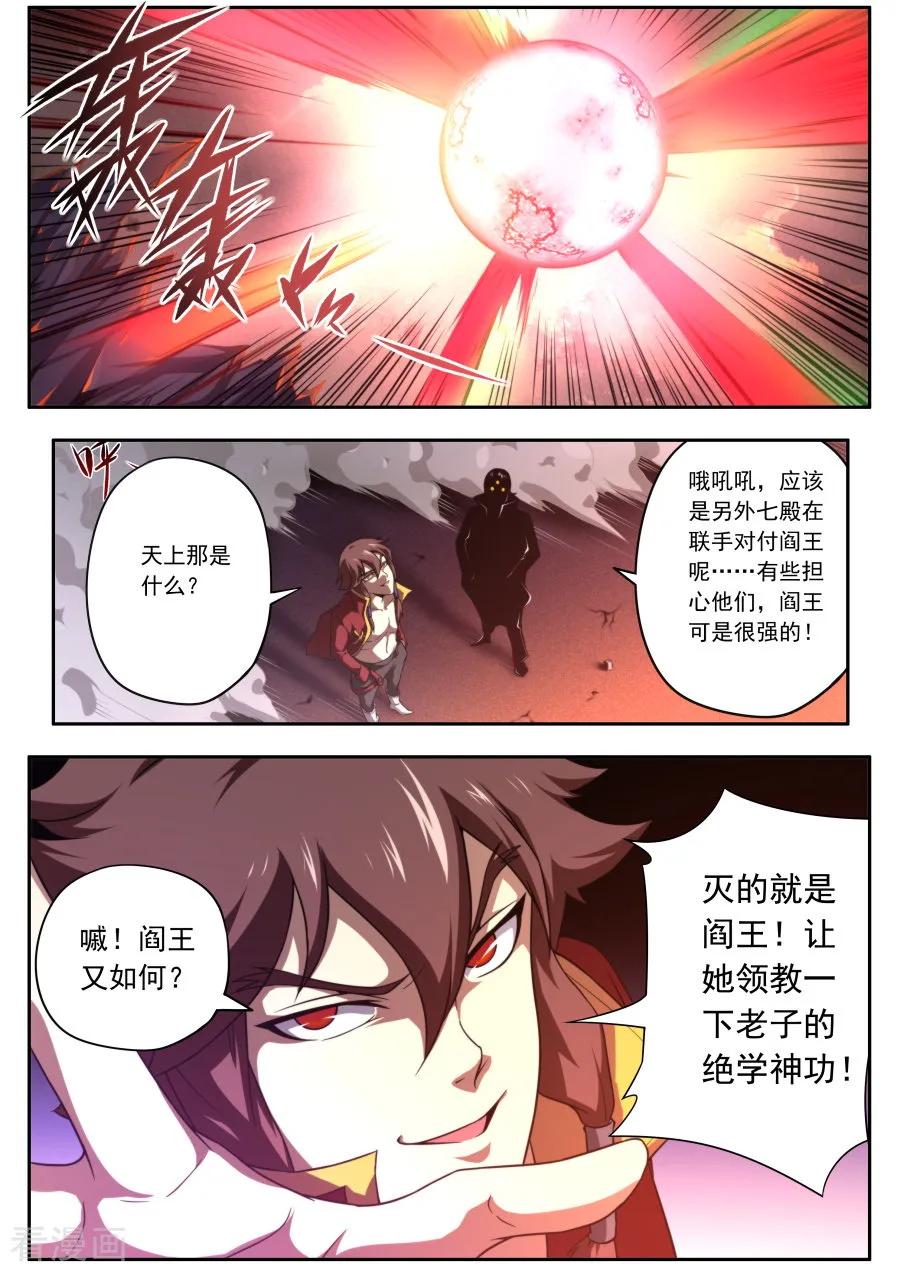 轰轰
呼
天上那是
什么？
哦吼吼，应该
是另外七殿在
联手对付阎王
呢……有些担
心他们，阎王
可是很强的！
嘁！阎王
又如何？
灭的就是
阎王！让
她领教一
下老子的
绝学神功！
看漫画